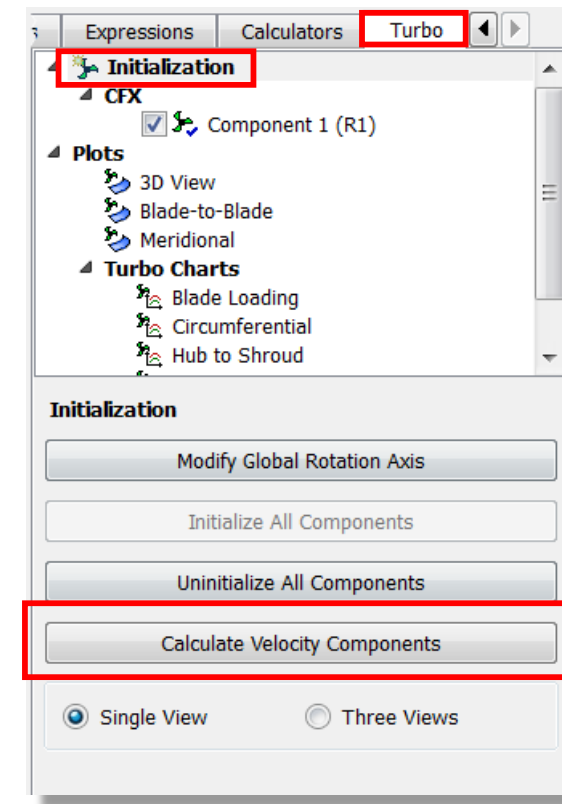 s Expressions Calculators Turbo
Initialization
CFX
Component 1 (R1)
Plots
3D View
Blade-to-Blade
Meridional
Turbo Charts
Blade Loading
Circumferential
Hub to Shroud
Initialization
Modify Global Rotation Axis
Initialize All Components
Uninitialize All Components
Calculate Velocity Components
Single View Three Views